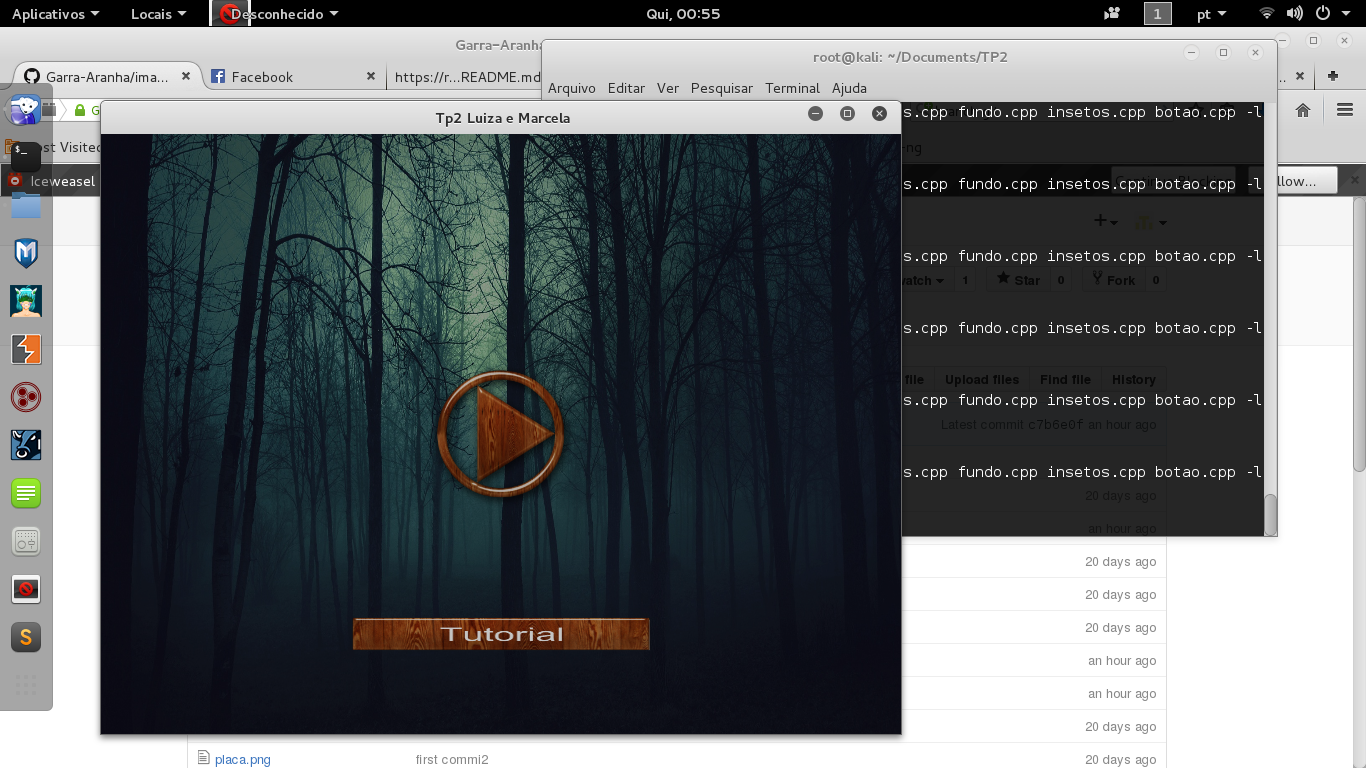 Aplicativos Locais Desconhecido Qui, 00:55 1 pt
Garra-Aranha
root@kali: ~/Documents/TP2
Garra-Aranha/ima... Facebook https://r...README.md
Arquivo Editar Ver Pesquisar Terminal Ajuda
Tp2 Luiza e Marcela
s.cpp fundo.cpp insetos.cpp botao.cpp -l
ost Visited
-ng
Iceweasel
llow...
s.cpp fundo.cpp insetos.cpp botao.cpp -l
s.cpp fundo.cpp insetos.cpp botao.cpp -l
atch 1 Star 0 Fork 0
s.cpp fundo.cpp insetos.cpp botao.cpp -l
file Upload files Find file History
s.cpp fundo.cpp insetos.cpp botao.cpp -l
Latest commit c7b6e0f an hour ago
s.cpp fundo.cpp insetos.cpp botao.cpp -l
20 days ago
an hour ago
20 days ago
20 days ago
20 days ago
Tutorial
an hour ago
an hour ago
20 days ago
placa.png first commi2 20 days ago